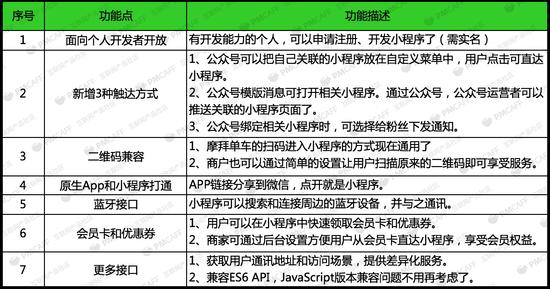 序号 功能点 功能描述
1 面向个人开发者开放 有开发能力的个人，可以申请注册、开发小程序了（需实名）
2 新增3种触达方式 1、公众号可以把自己关联的小程序放在自定义菜单中，用户点击可直达
小程序。
2、公众号模版消息可打开相关小程序。通过公众号，公众号运营者可以
推送关联的小程序页面了。
3、公众号绑定相关小程序时，可选择给粉丝下发通知。
3 二维码兼容 1、摩拜单车的扫码进入小程序的方式现在通用了
2、商户也可以通过简单的设置让用户扫描原来的二维码即可享受服务。
4 原生App和小程序打通 APP链接分享到微信，点开就是小程序。
5 蓝牙接口 小程序可以搜索和连接周边的蓝牙设备，并与之通讯。
6 会员卡和优惠券 1、用户可以在小程序中快速领取会员卡和优惠券。
2、商家可通过后台设置方便用户从会员卡直达小程序，享受会员权益。
7 更多接口 1、获取用户通讯地址和访问场景，提供差异化服务。
2、兼容ES6 API，JavaScript版本兼容问题不用再考虑了。
PMCAFF